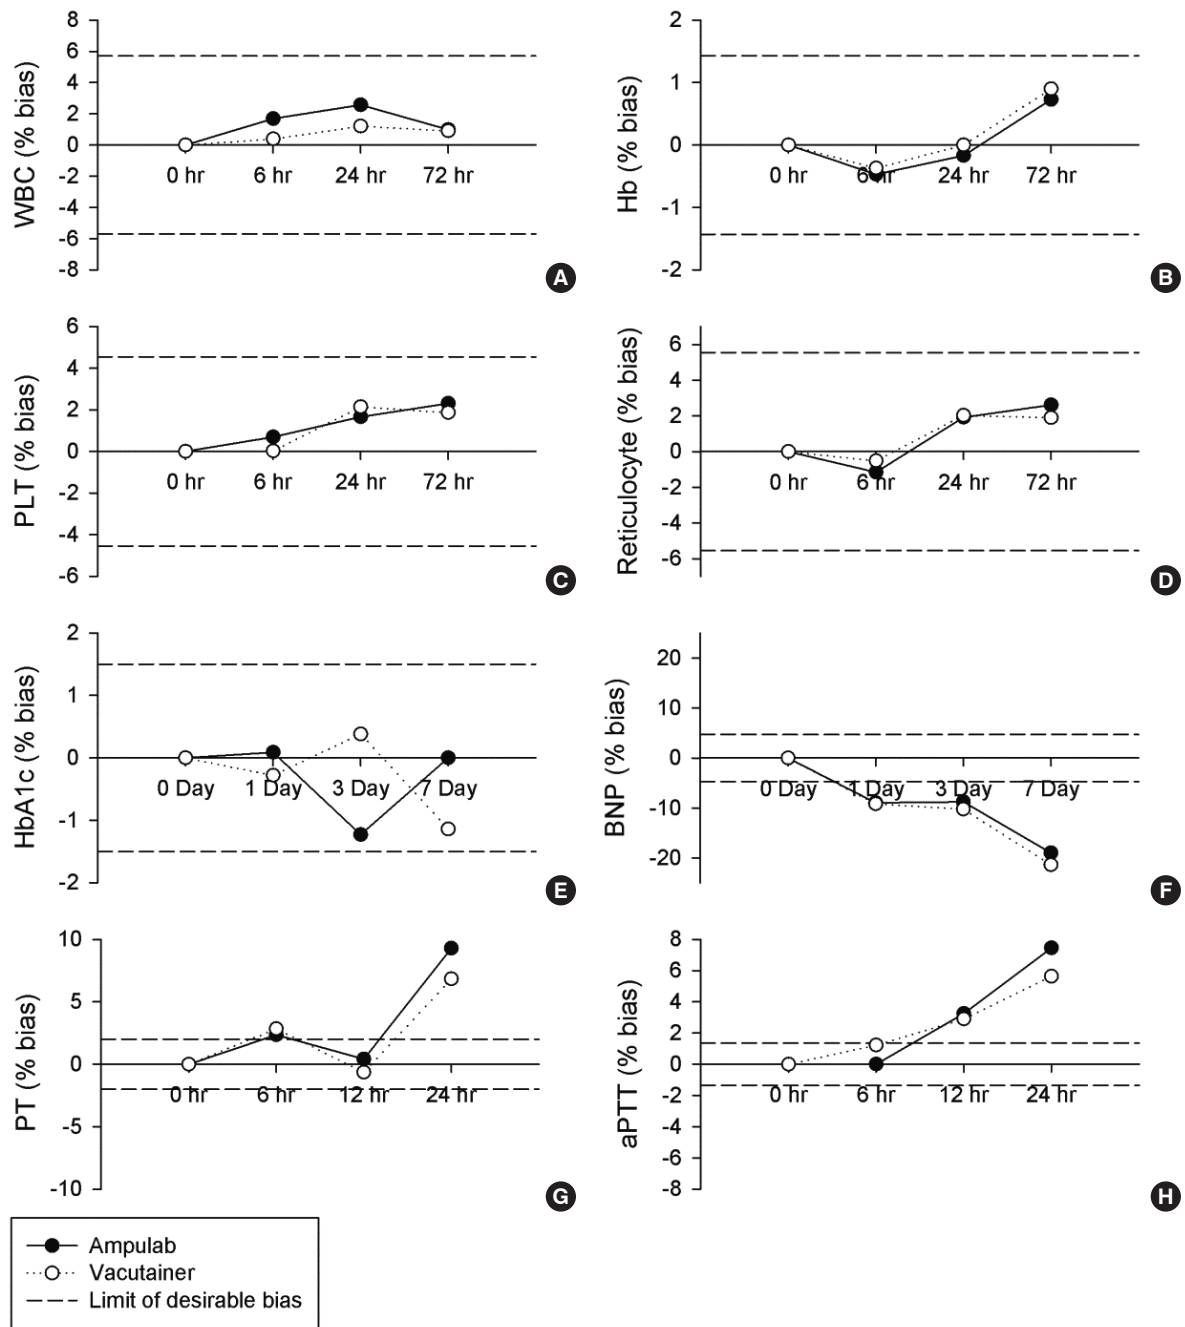 WBC (% bias)
8
6
4
2
0
-2
-4
-6
-8
0 hr 6 hr 24 hr 72 hr
A
Hb (% bias)
2
1
0
-1
-2
0 hr 6 hr 24 hr 72 hr
B
PLT (% bias)
6
4
2
0
-2
-4
-6
0 hr 6 hr 24 hr 72 hr
C
Reticulocyte (% bias)
6
4
2
0
-2
-4
-6
0 hr 6 hr 24 hr 72 hr
D
HbA1c (% bias)
2
1
0
-1
-2
0 Day 1 Day 3 Day 7 Day
E
BNP (% bias)
20
10
0
-10
-20
0 Day 1 Day 3 Day 7 Day
F
PT (% bias)
10
5
0
-5
-10
0 hr 6 hr 12 hr 24 hr
G
aPTT (% bias)
8
6
4
2
0
-2
-4
-6
-8
0 hr 6 hr 12 hr 24 hr
H
Ampulab
Vacutainer
Limit of desirable bias